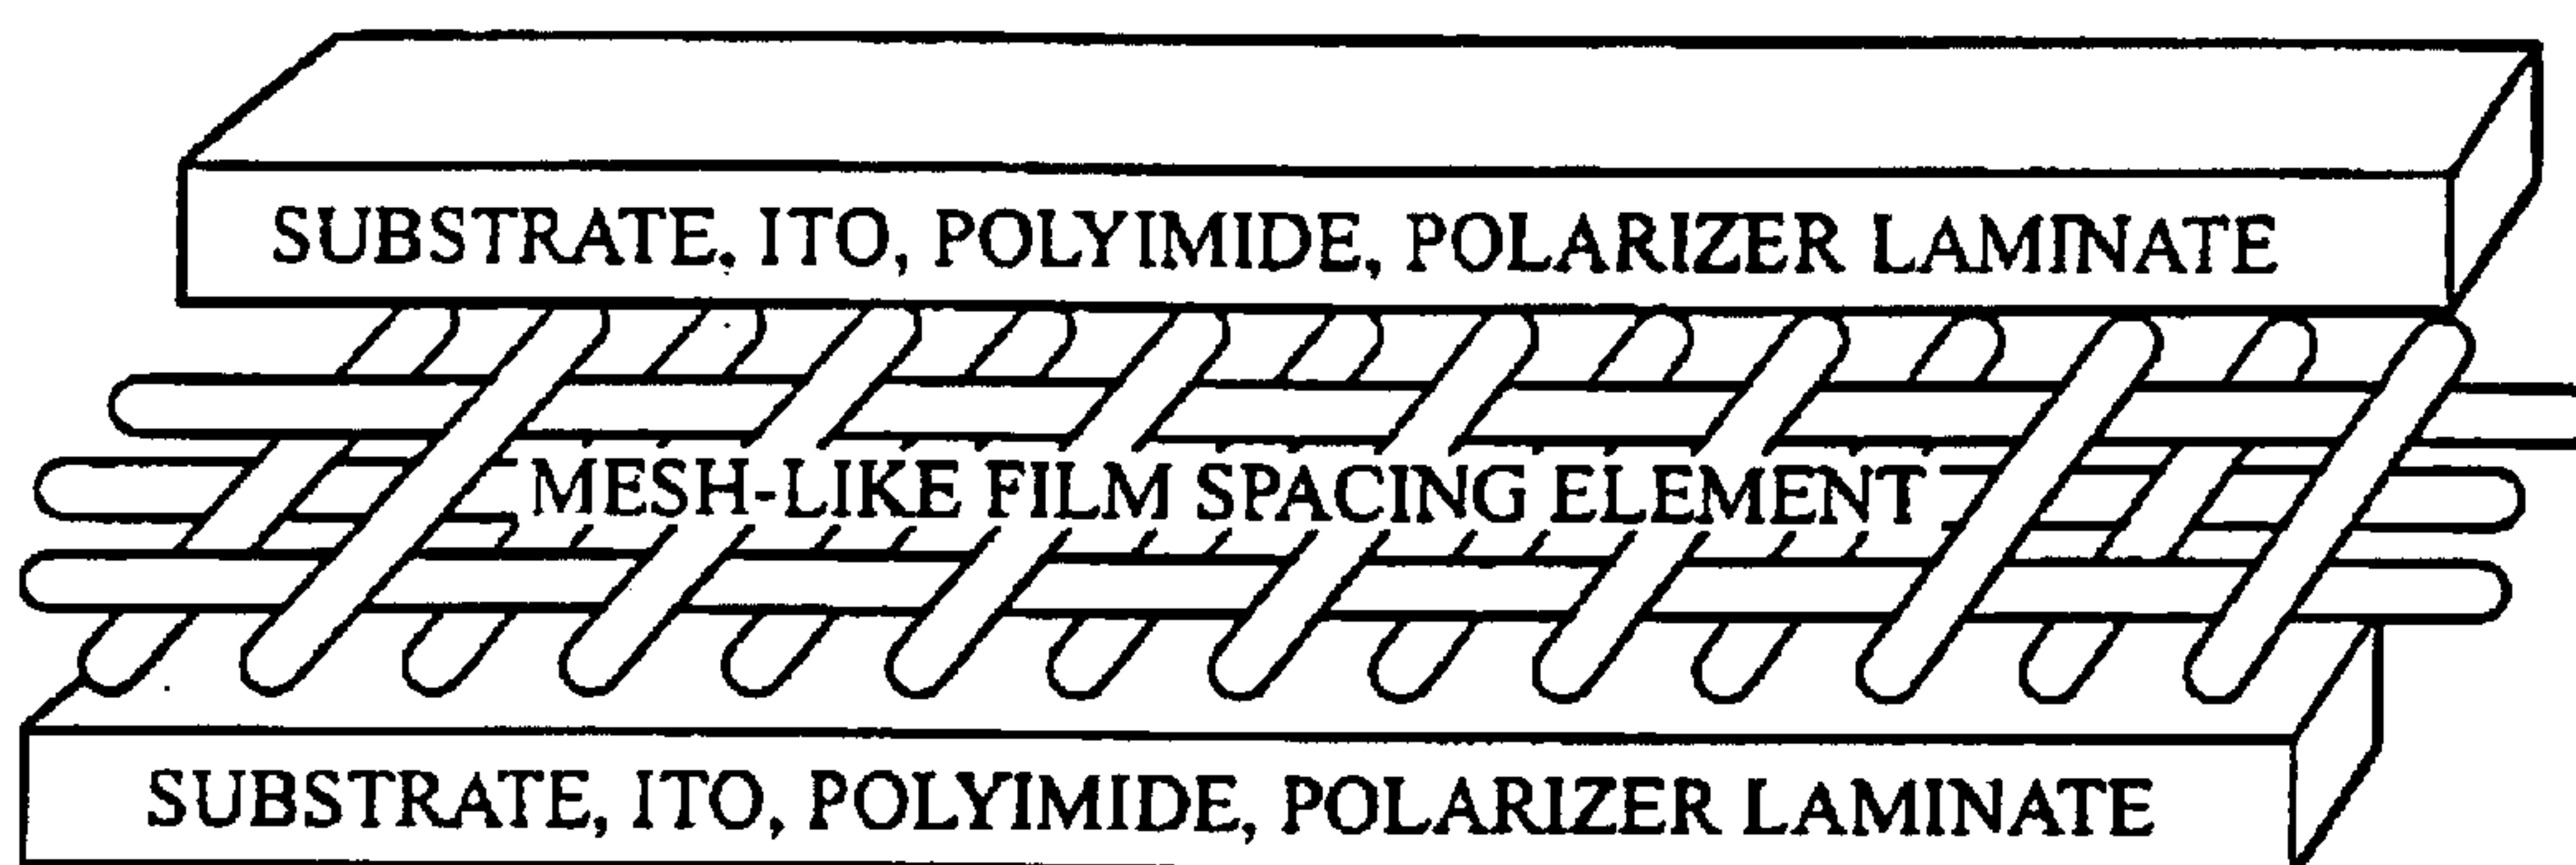 SUBSTRATE, ITO, POLYIMIDE, POLARIZER LAMINATE
MESH-LIKE FILM SPACING ELEMENT
SUBSTRATE, ITO, POLYIMIDE, POLARIZER LAMINATE